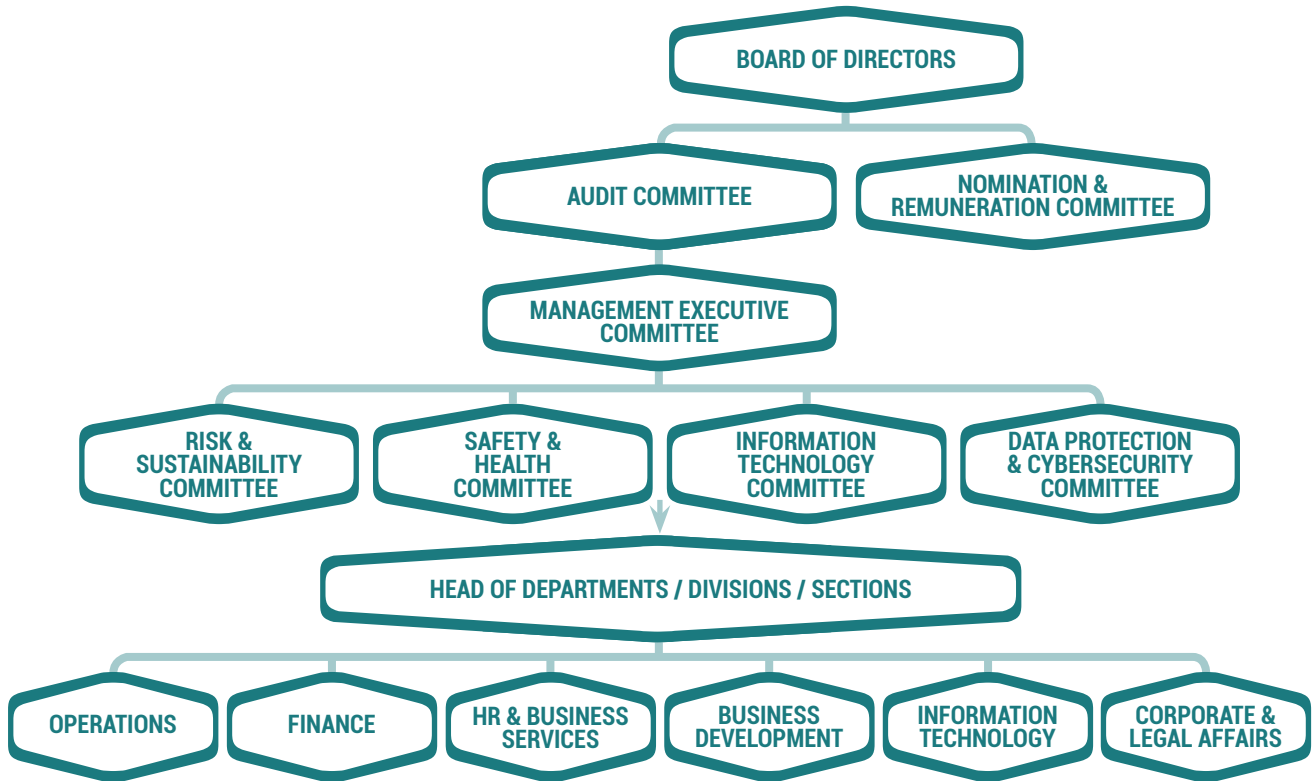 BOARD OF DIRECTORS
AUDIT COMMITTEE
NOMINATION &
REMUNERATION COMMITTEE
MANAGEMENT EXECUTIVE
COMMITTEE
RISK &
SUSTAINABILITY
COMMITTEE
SAFETY &
HEALTH
COMMITTEE
INFORMATION
TECHNOLOGY
COMMITTEE
DATA PROTECTION
& CYBERSECURITY
COMMITTEE
HEAD OF DEPARTMENTS / DIVISIONS / SECTIONS
OPERATIONS
FINANCE
HR & BUSINESS
SERVICES
BUSINESS
DEVELOPMENT
INFORMATION
TECHNOLOGY
CORPORATE &
LEGAL AFFAIRS